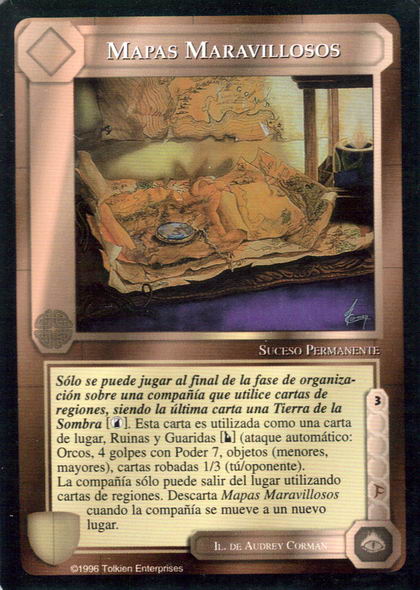 Mapas Maravillosos
Suceso Permanente
Sólo se puede jugar al final de la fase de organiza-
ción sobre una compañía que utilice cartas de
regiones, siendo la última carta una Tierra de la
Sombra [ ]. Esta carta es utilizada como una carta
de lugar, Ruinas y Guaridas [ ] (ataque automático:
Orcos, 4 golpes con Poder 7, objetos (menores,
mayores), cartas robadas 1/3 (tú/oponente).
La compañía sólo puede salir del lugar utilizando
cartas de regiones. Descarta Mapas Maravillosos
cuando la compañía se mueve a un nuevo
lugar.
3
Il. de Audrey Corman
©1996 Tolkien Enterprises